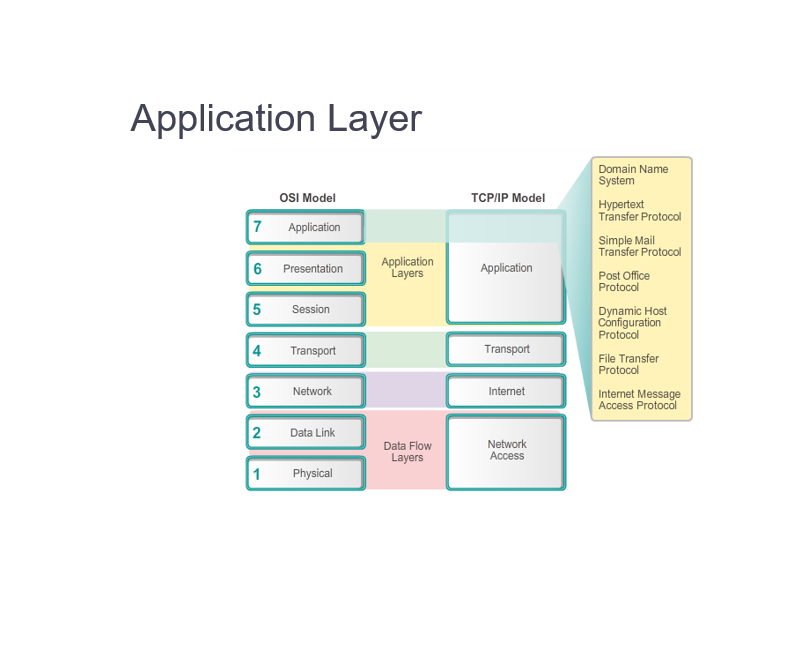 Application Layer
OSI Model
TCP/IP Model
7 Application
6 Presentation
5 Session
4 Transport
3 Network
2 Data Link
1 Physical
Application
Layers
Data Flow
Layers
Application
Transport
Internet
Network
Access
Domain Name
System
Hypertext
Transfer Protocol
Simple Mail
Transfer Protocol
Post Office
Protocol
Dynamic Host
Configuration
Protocol
File Transfer
Protocol
Internet Message
Access Protocol